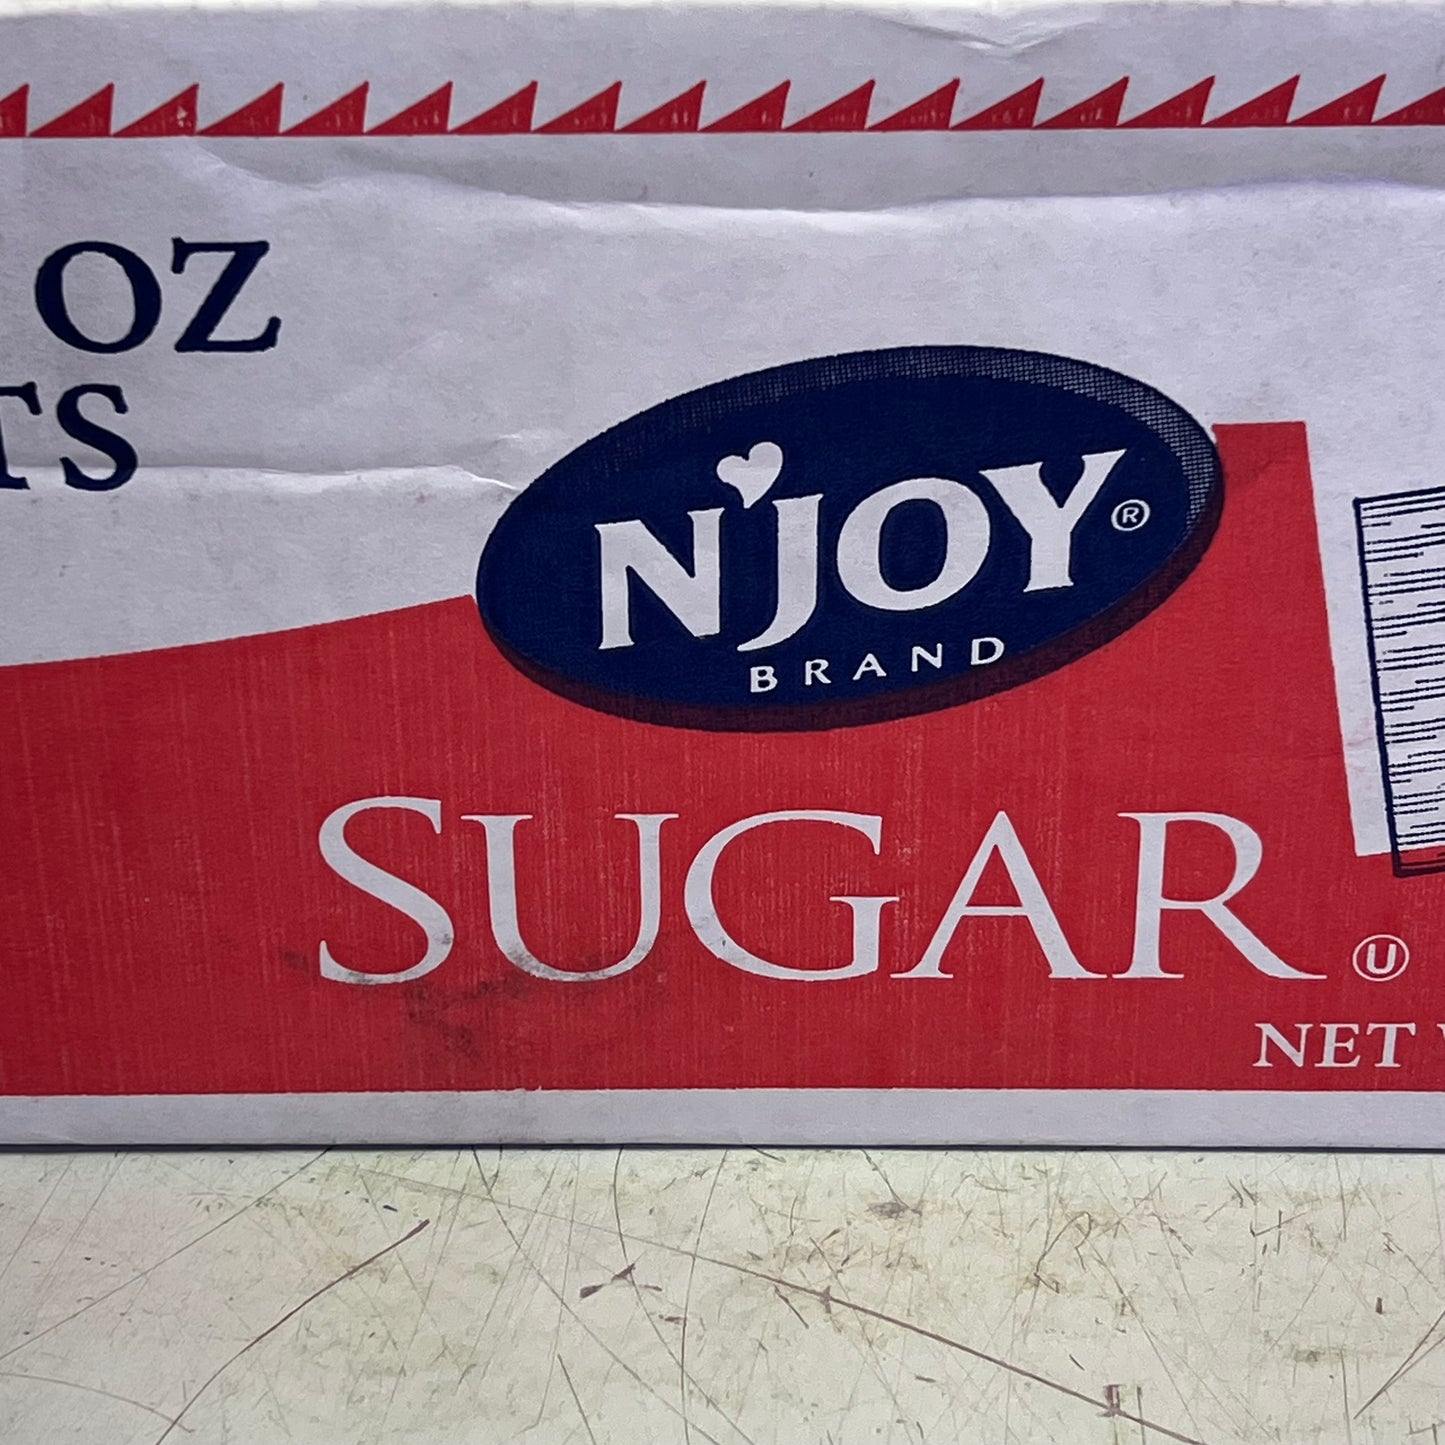 OZ
TS
N'JOY®
BRAND
SUGAR Ⓤ
NET